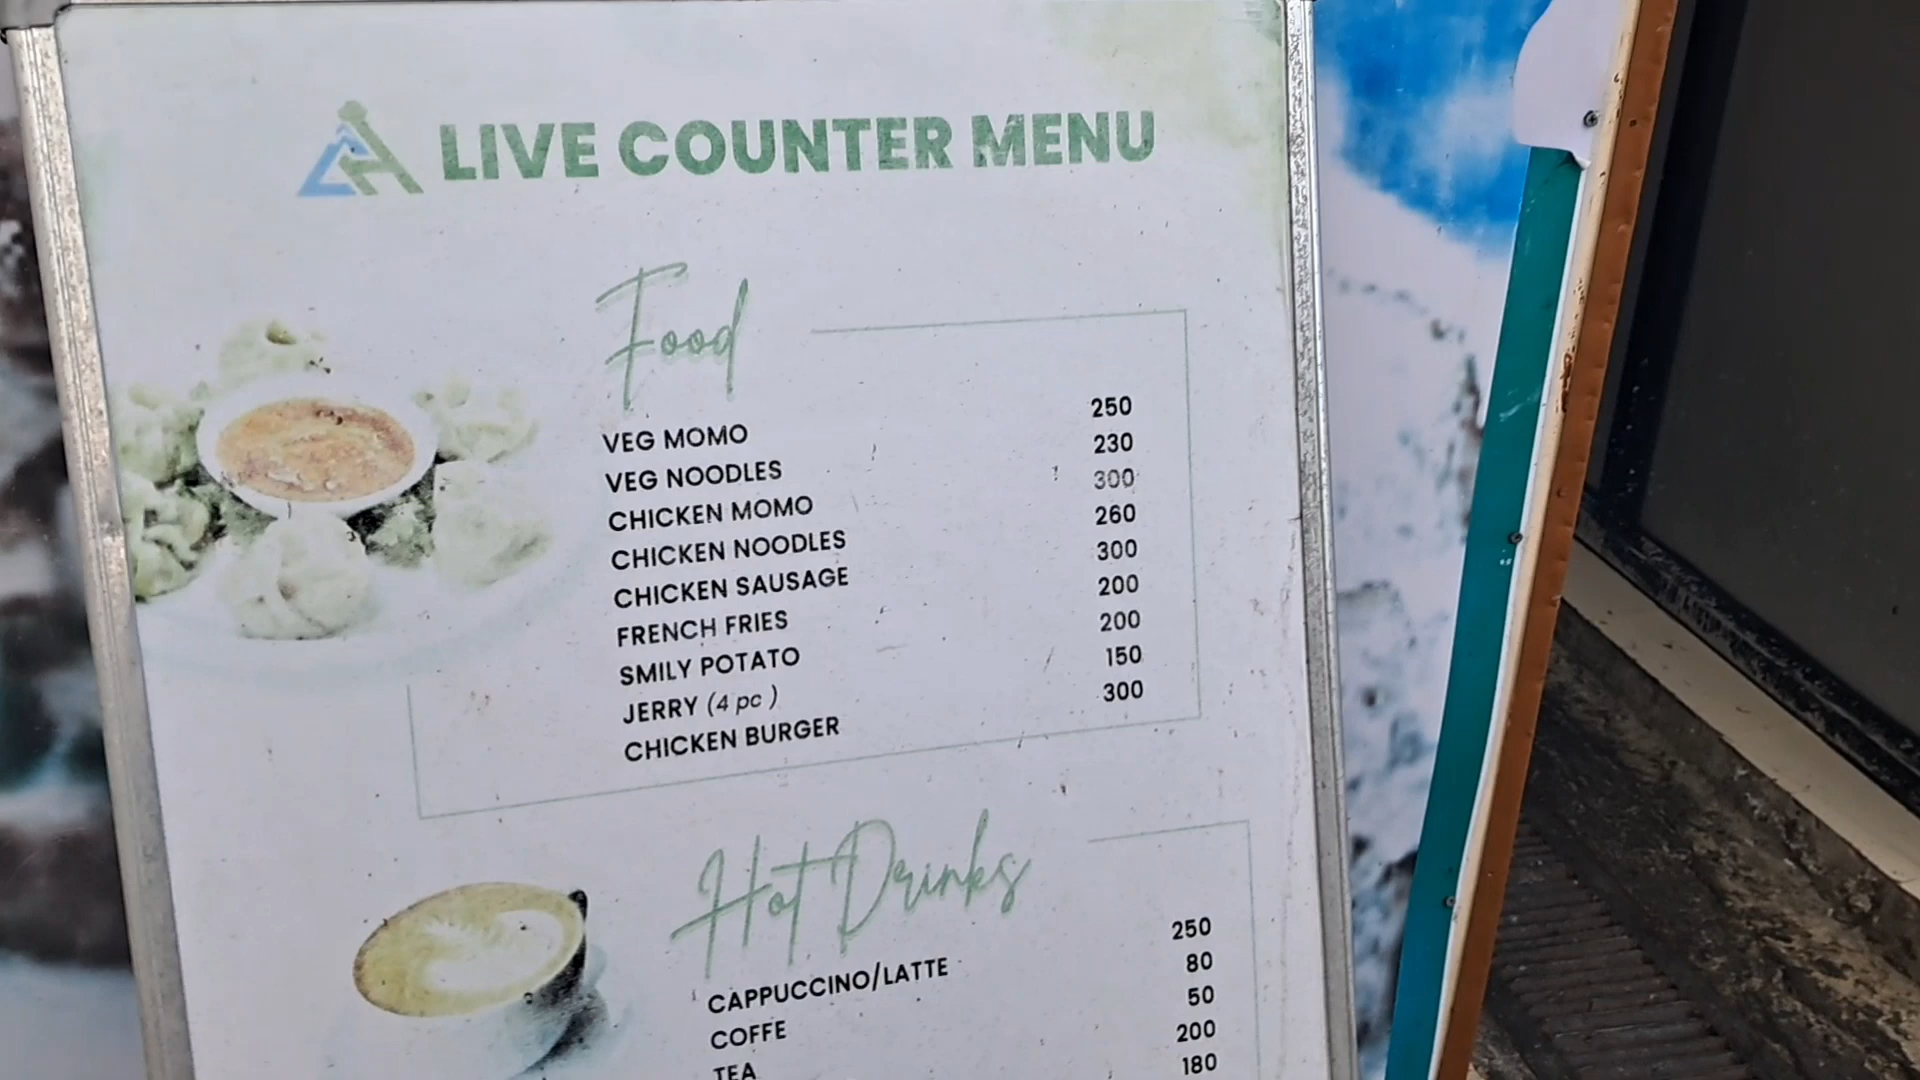 LIVE COUNTER MENU
Food
VEG MOMO 250
VEG NOODLES 230
CHICKEN MOMO 300
CHICKEN NOODLES 260
CHICKEN SAUSAGE 300
FRENCH FRIES 200
SMILY POTATO 200
JERRY (4 pc ) 150
CHICKEN BURGER 300
Hot Drinks
CAPPUCCINO/LATTE 250
COFFE 80
TEA 50
200
180